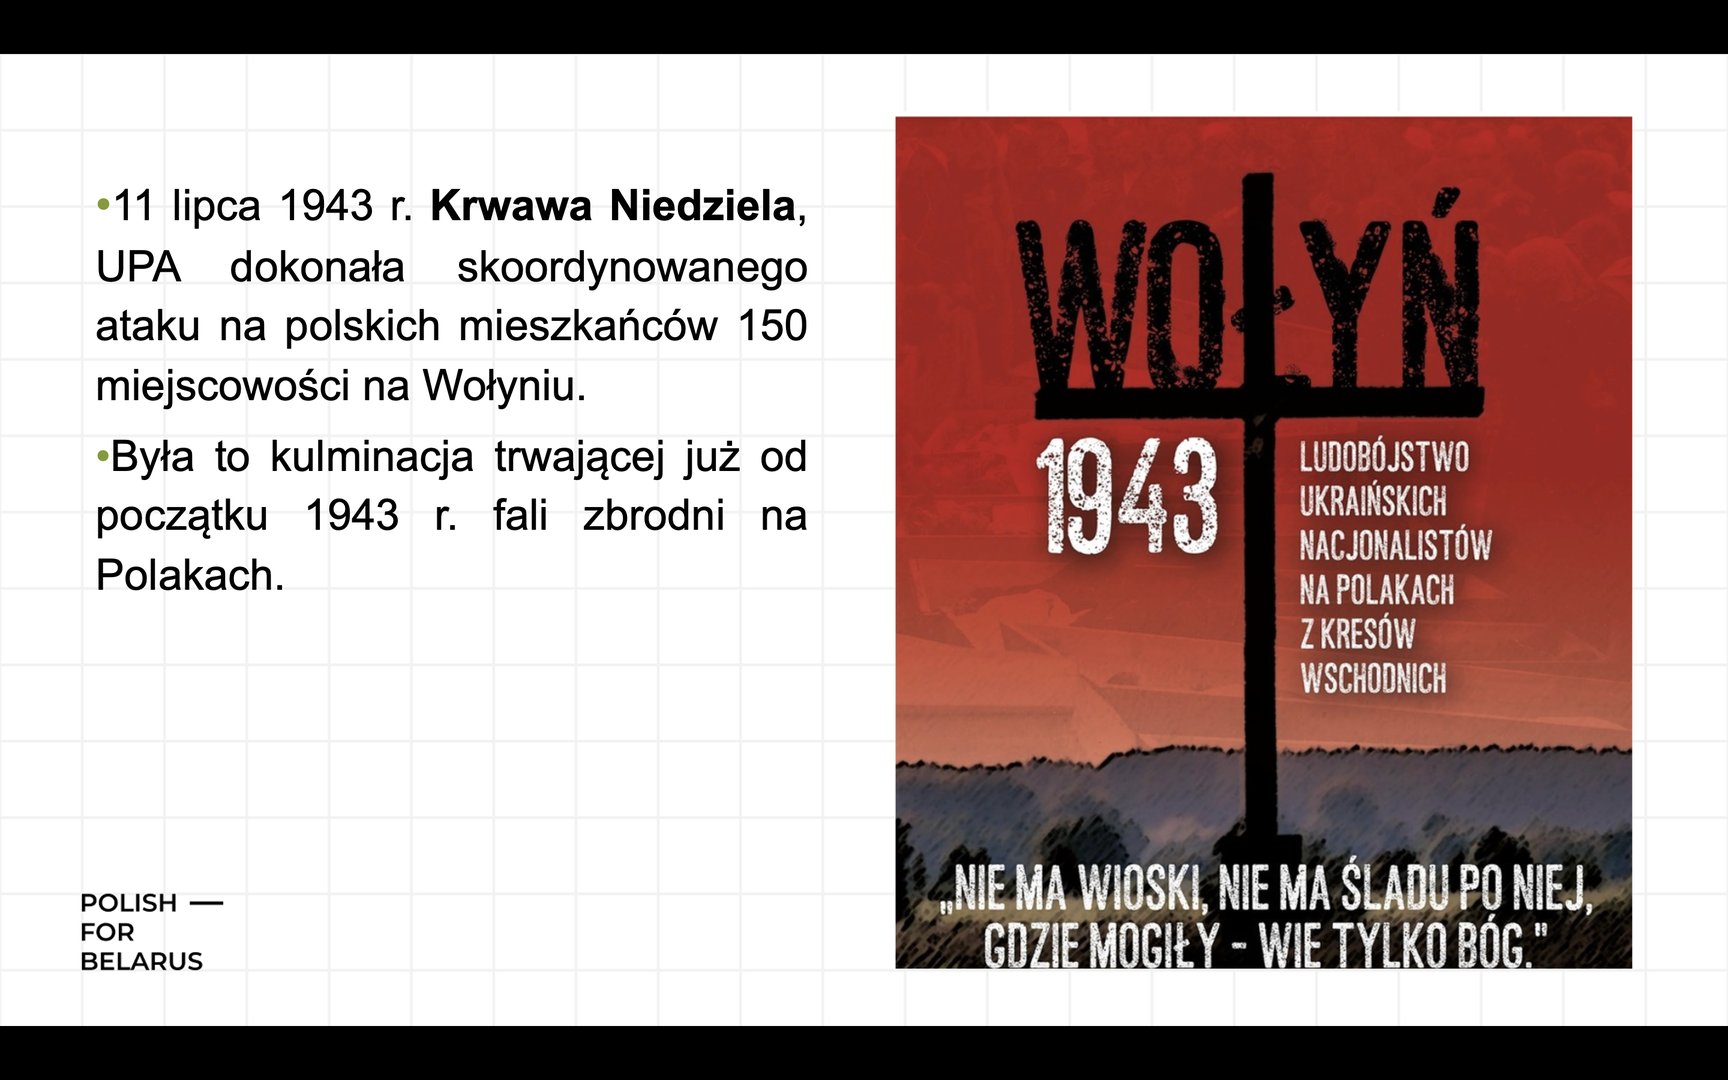 •11 lipca 1943 r. Krwawa Niedziela,
UPA dokonała skoordynowanego
ataku na polskich mieszkańców 150
miejscowości na Wołyniu.
•Była to kulminacja trwającej już od
początku 1943 r. fali zbrodni na
Polakach.
POLISH —
FOR
BELARUS
WOŁYŃ
1943
LUDOBÓJSTWO
UKRAIŃSKICH
NACJONALISTÓW
NA POLAKACH
Z KRESÓW
WSCHODNICH
„NIE MA WIOSKI, NIE MA ŚLADU PO NIEJ,
GDZIE MOGIŁY - WIE TYLKO BÓG."